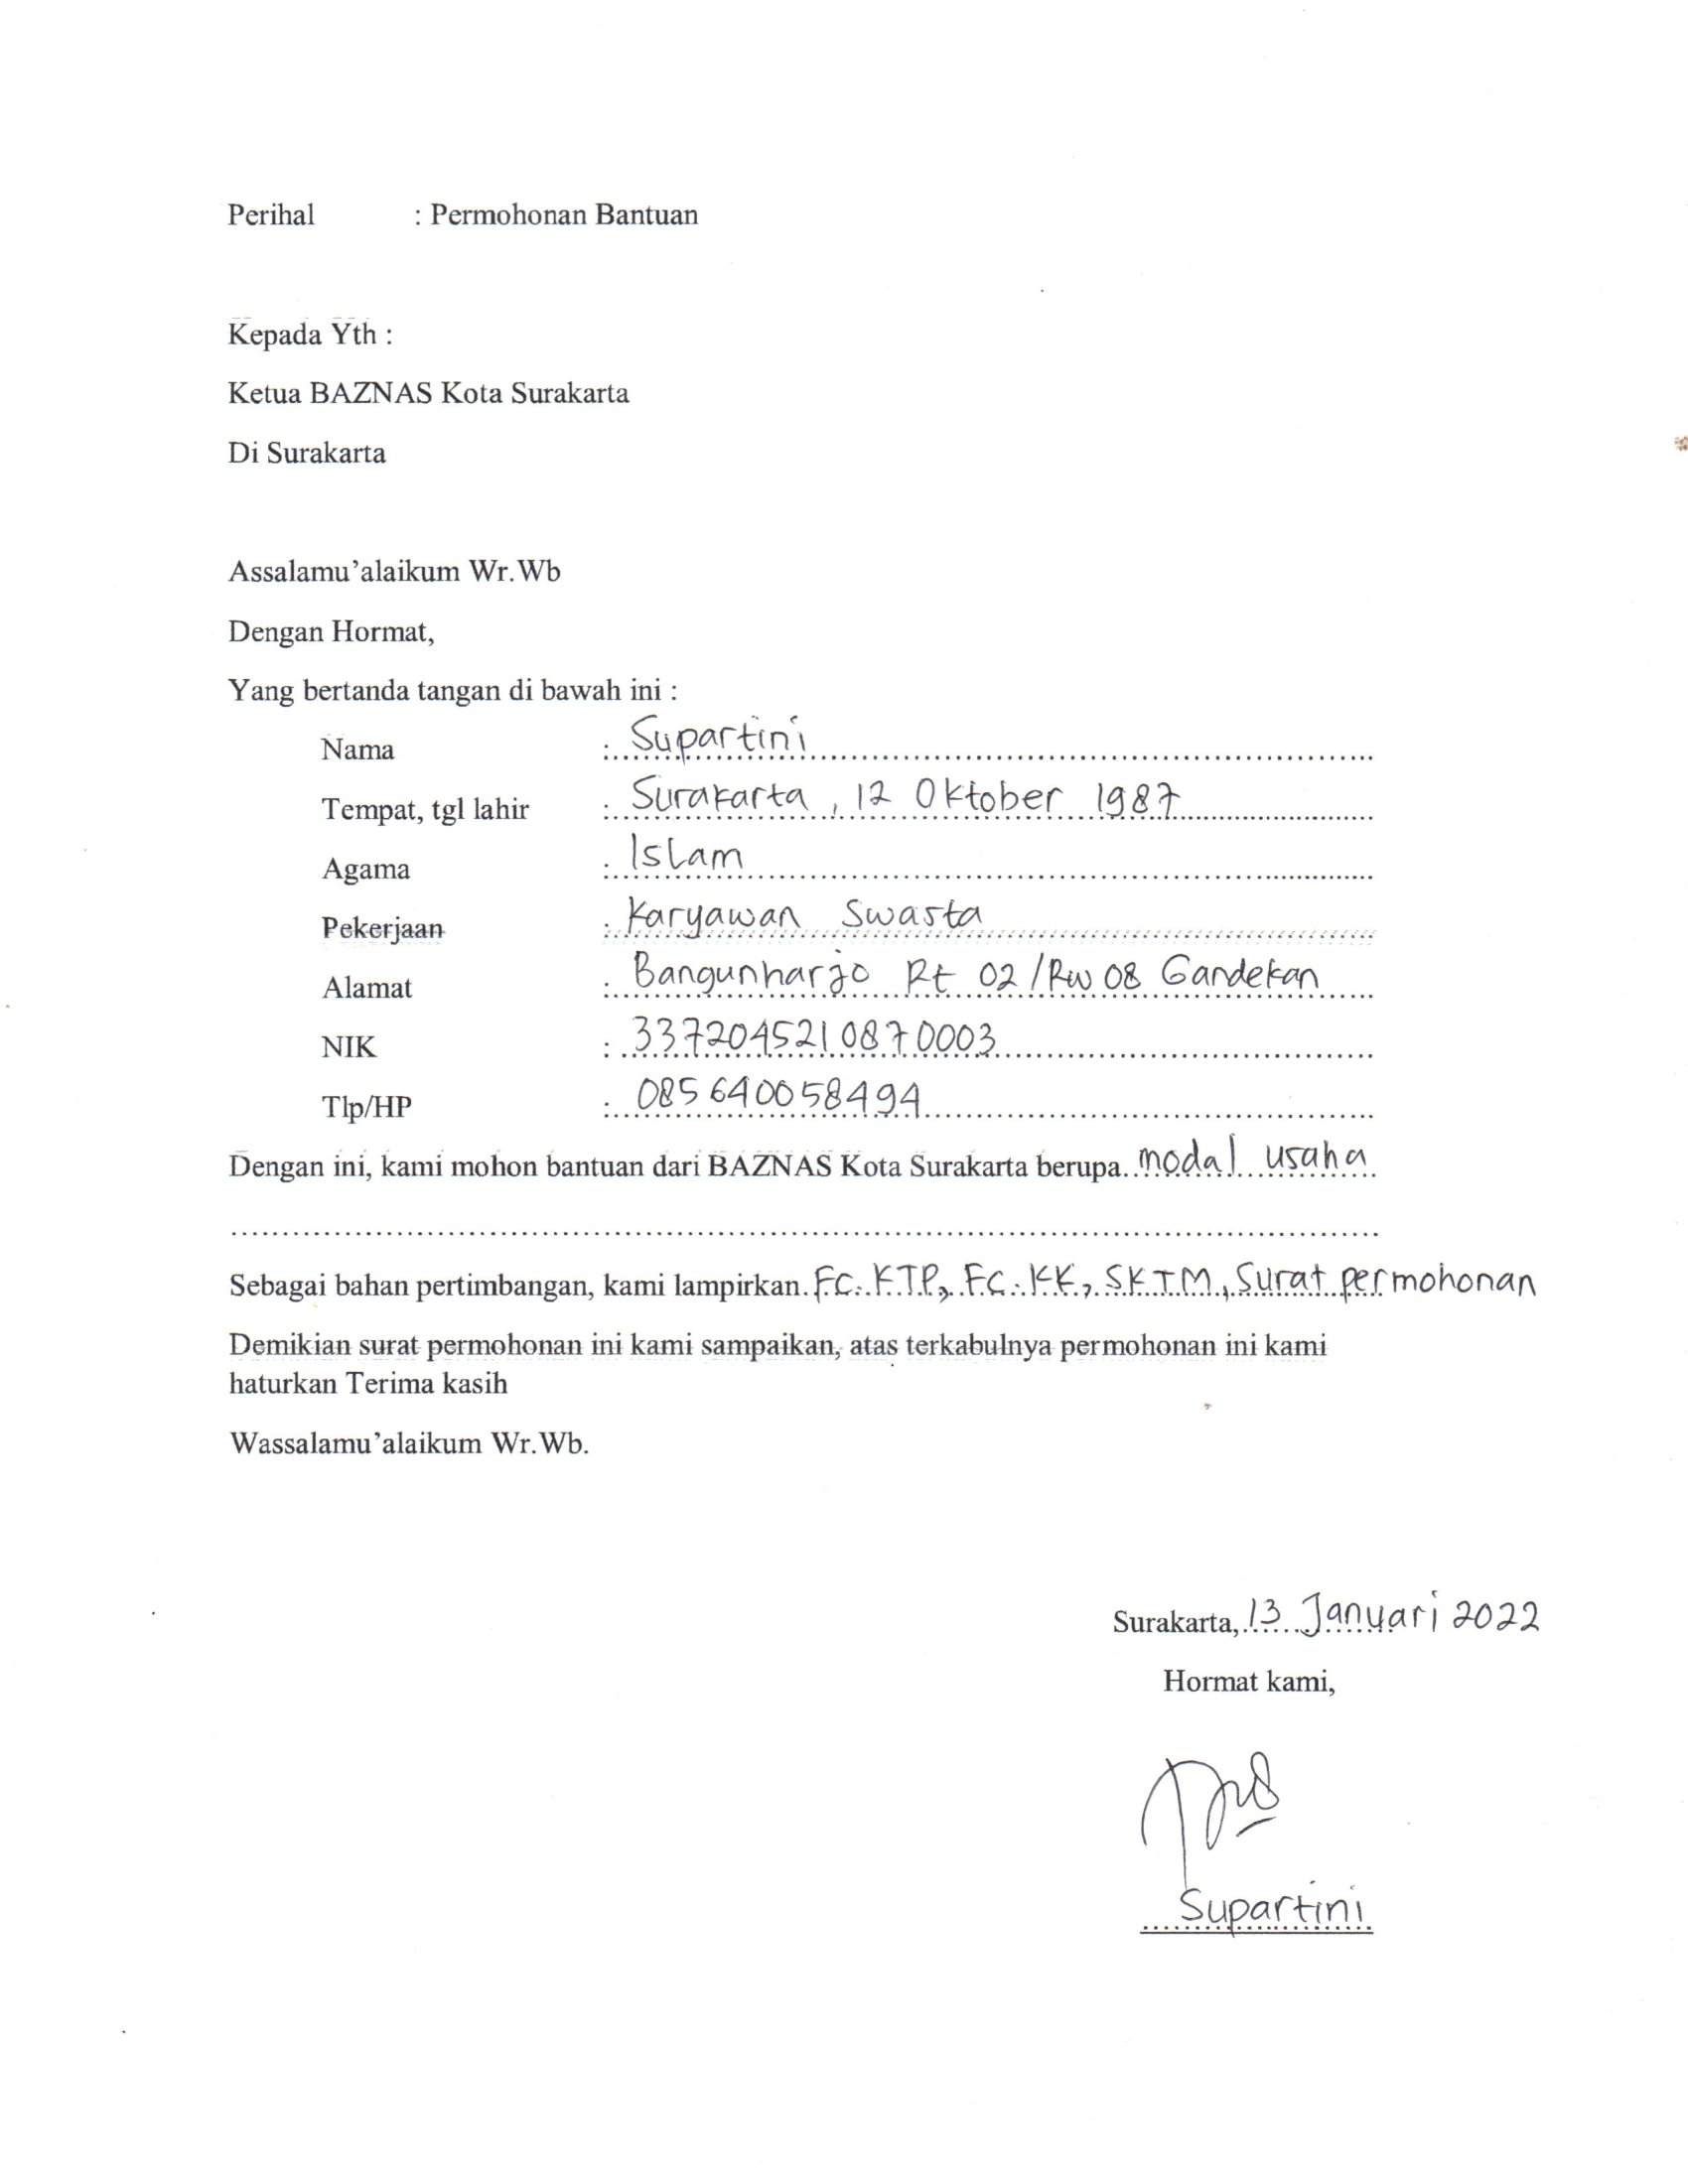 Perihal : Permohonan Bantuan
Kepada Yth :
Ketua BAZNAS Kota Surakarta
Di Surakarta
Assalamu'alaikum Wr.Wb
Dengan Hormat,
Yang bertanda tangan di bawah ini :
Nama : Supartini
Tempat, tgl lahir : Surakarta, 12 Oktober 1987
Agama : Islam
Pekerjaan : Karyawan Swasta
Alamat : Bangunharjo Rt 02/Rw 08 Gandekan
NIK : 3372045210870003
Tlp/HP : 085640058494
Dengan ini, kami mohon bantuan dari BAZNAS Kota Surakarta berupa modal usaha
Sebagai bahan pertimbangan, kami lampirkan FC. KTP, FC. KK, SKTM, Surat permohonan
Demikian surat permohonan ini kami sampaikan, atas terkabulnya permohonan ini kami
haturkan Terima kasih
Wassalamu'alaikum Wr.Wb.
Surakarta, 13 Januari 2022
Hormat kami,
Supartini